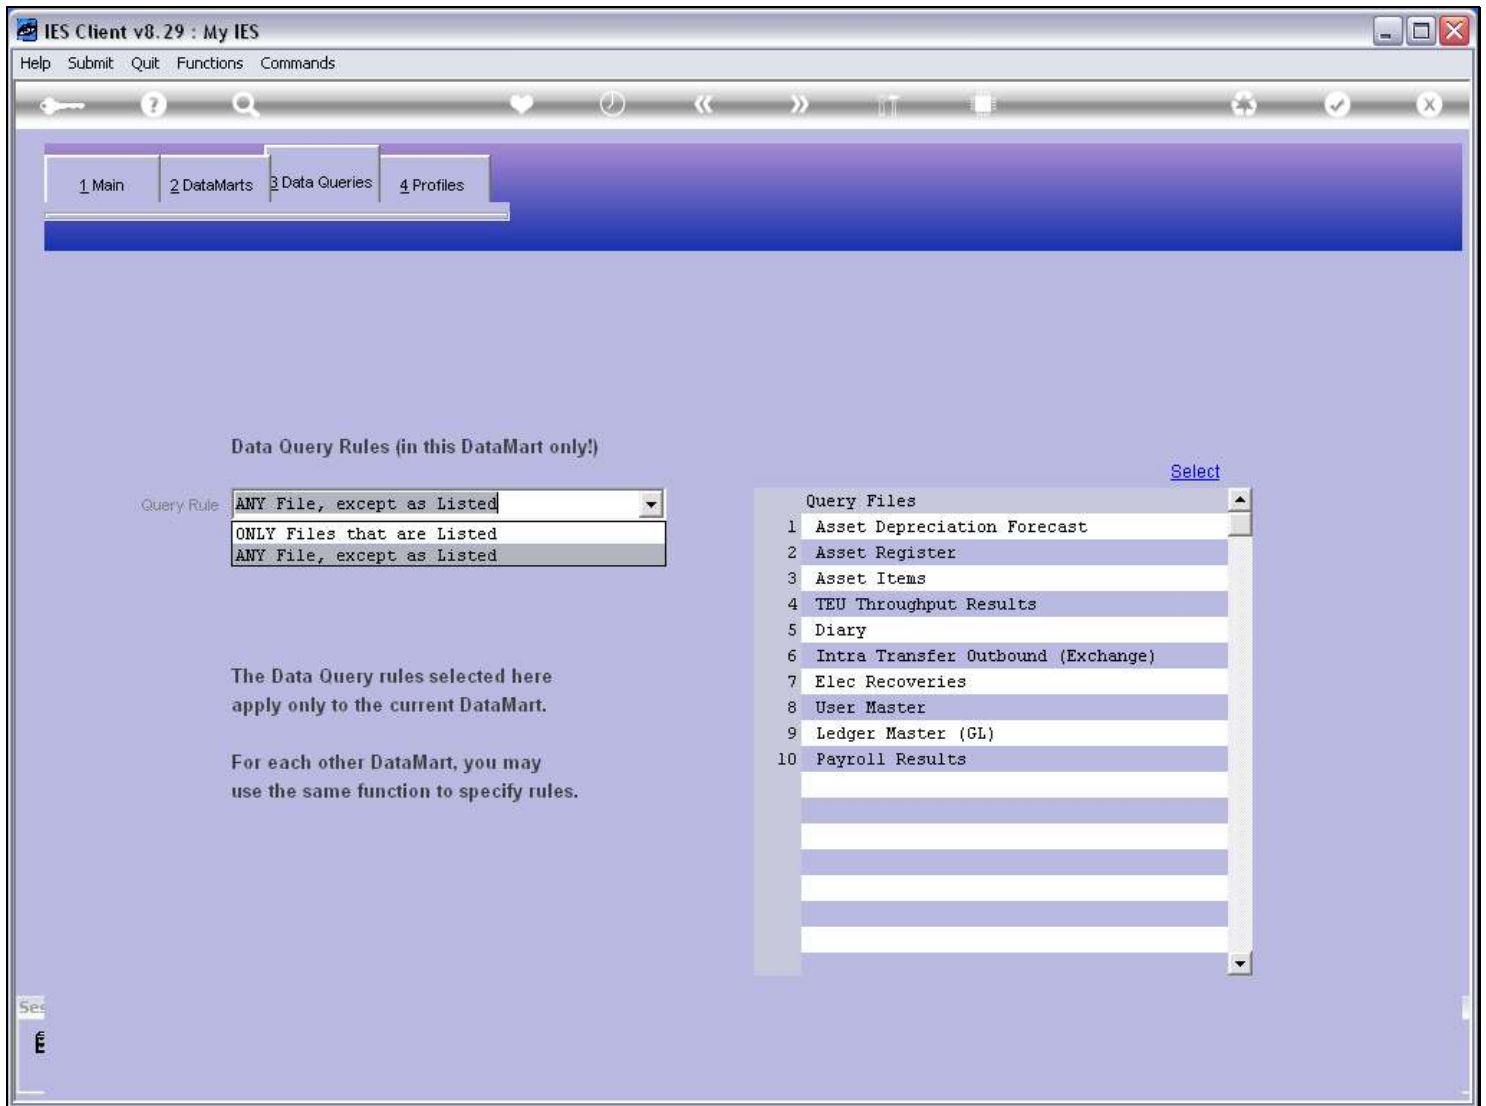 IES Client v8.29 : My IES
Help Submit Quit Functions Commands
1 Main 2 DataMarts 3 Data Queries 4 Profiles
Data Query Rules (in this DataMart only!)
Select
Query Rule ANY File, except as Listed
ONLY Files that are Listed
ANY File, except as Listed
Query Files
1 Asset Depreciation Forecast
2 Asset Register
3 Asset Items
4 TEU Throughput Results
5 Diary
6 Intra Transfer Outbound (Exchange)
7 Elec Recoveries
8 User Master
9 Ledger Master (GL)
10 Payroll Results
The Data Query rules selected here
apply only to the current DataMart.
For each other DataMart, you may
use the same function to specify rules.